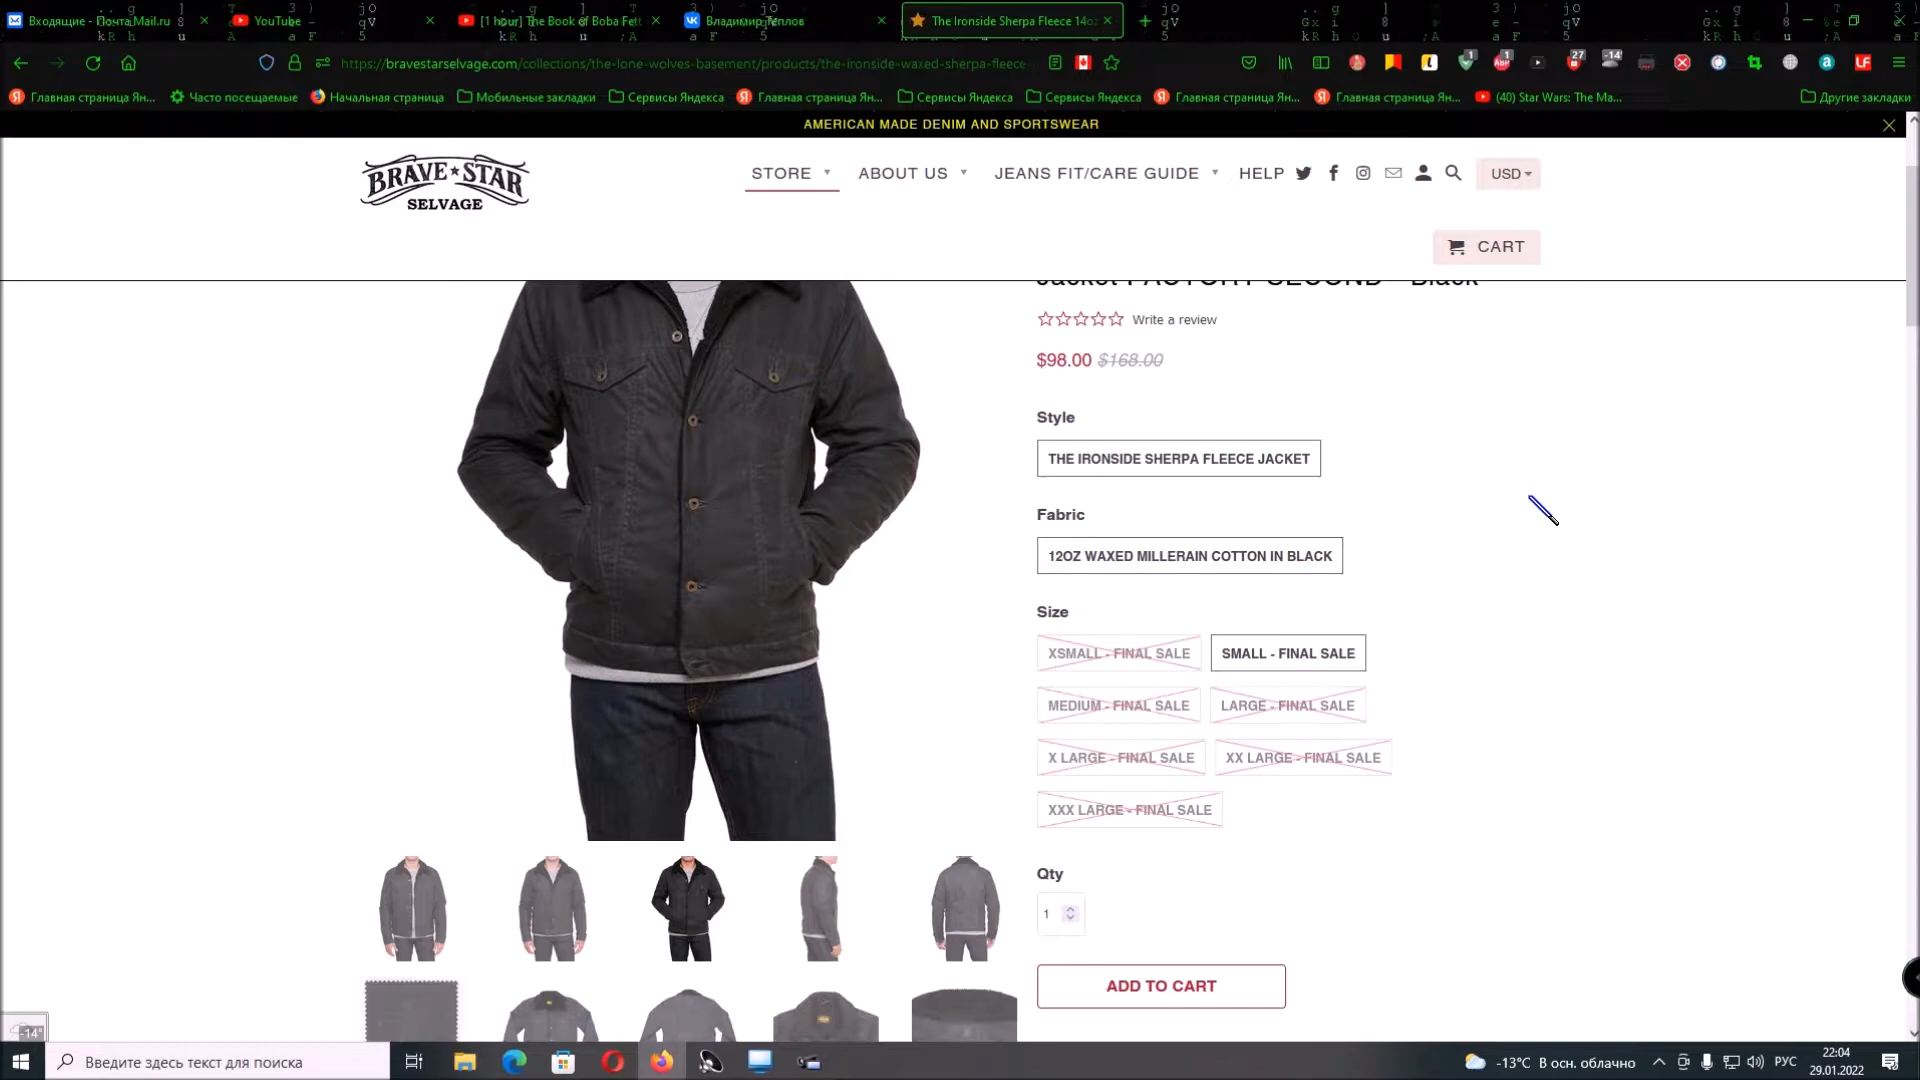 Входящие - Почта Mail.ru
YouTube
[1 hour] The Book of Boba Fet
Владимир Теплов
The Ironside Sherpa Fleece 14oz
https://bravestarselvage.com/collections/the-lone-wolves-basement/products/the-ironside-waxed-sherpa-fleece-
Главная страница Ян...
Часто посещаемые
Начальная страница
Мобильные закладки
Сервисы Яндекса
Главная страница Ян...
Сервисы Яндекса
Сервисы Яндекса
Главная страница Ян...
Главная страница Ян...
(40) Star Wars: The Ma...
Другие закладки
AMERICAN MADE DENIM AND SPORTSWEAR
BRAVE STAR
SELVAGE
STORE
ABOUT US
JEANS FIT/CARE GUIDE
HELP
USD
CART
Jacket FACTORY SECOND - Black
Write a review
$98.00 $168.00
Style
THE IRONSIDE SHERPA FLEECE JACKET
Fabric
12OZ WAXED MILLERAIN COTTON IN BLACK
Size
XSMALL - FINAL SALE
SMALL - FINAL SALE
MEDIUM - FINAL SALE
LARGE - FINAL SALE
X LARGE - FINAL SALE
XX LARGE - FINAL SALE
XXX LARGE - FINAL SALE
Qty
1
ADD TO CART
-14°
Введите здесь текст для поиска
-13°C В осн. облачно
РУС
22:04
29.01.2022